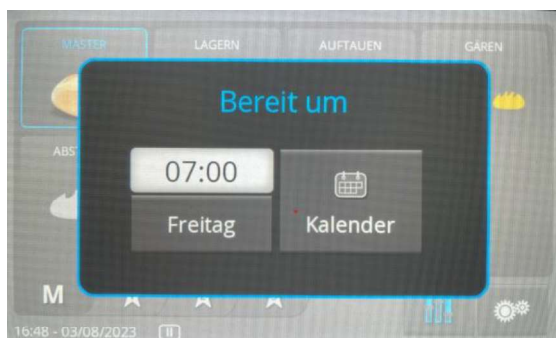 MASTER
LAGERN
AUFTAUEN
GÄREN
Bereit um
07:00
Freitag
Kalender
M
A
A
A
16:48 - 03/08/2023